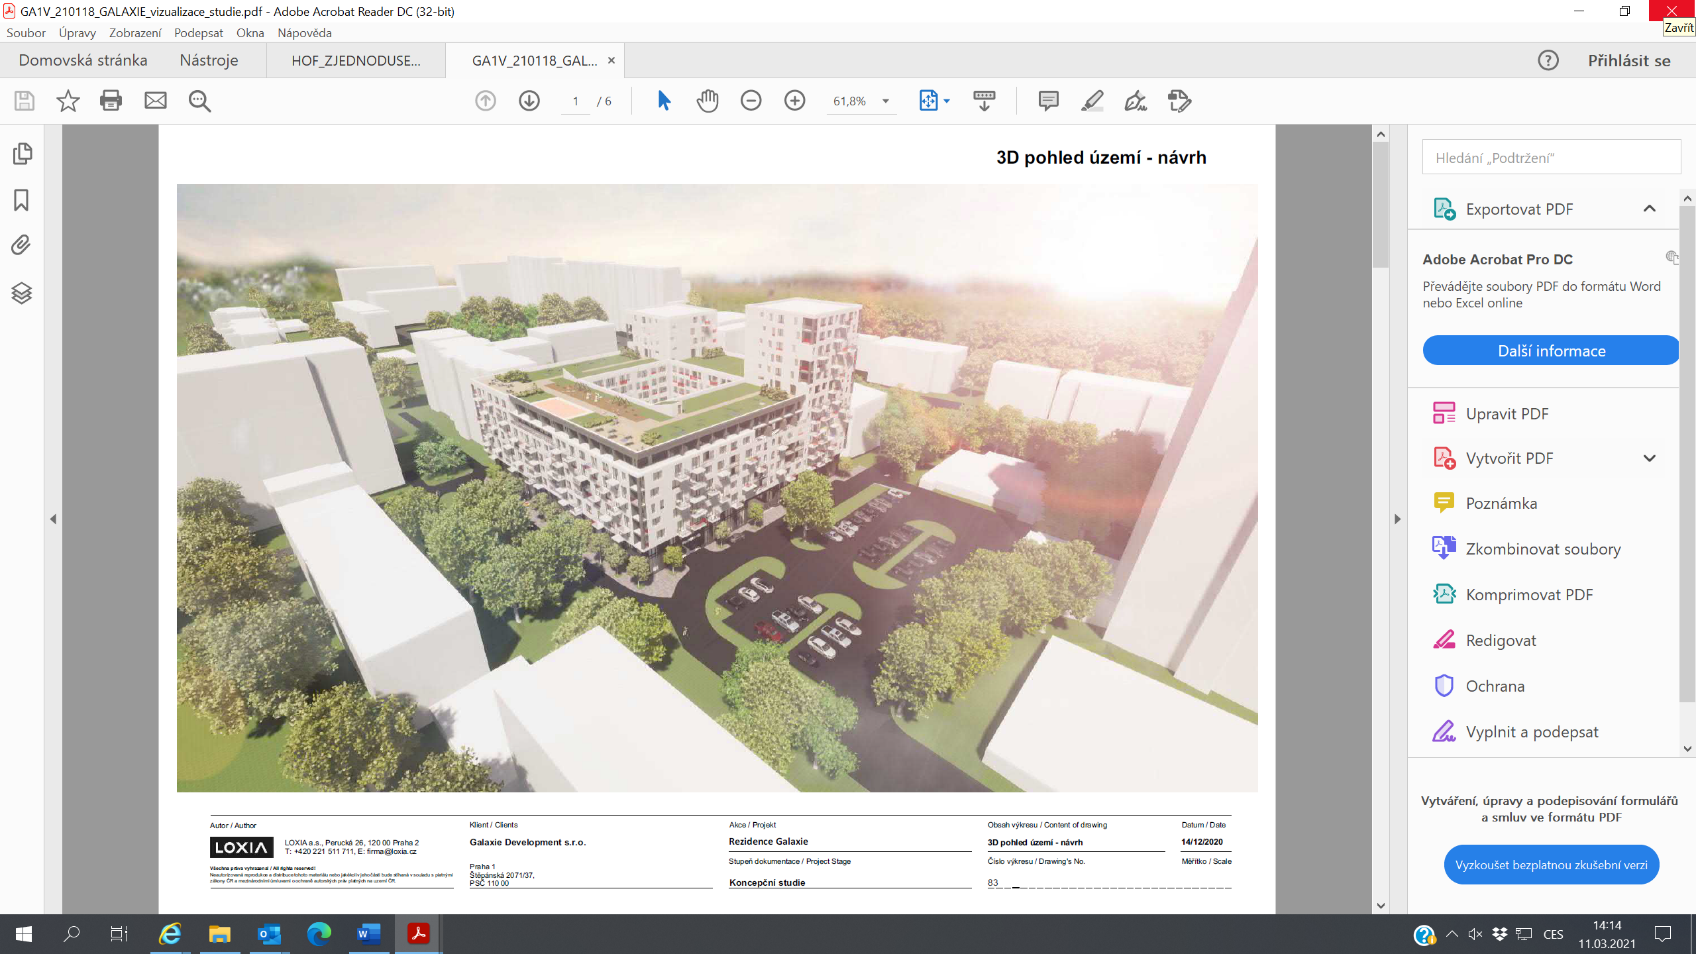 GA1V_210118_GALAXIE_vizualizace_studie.pdf - Adobe Acrobat Reader DC (32-bit)
Zavřít
Soubor Úpravy Zobrazení Podepsat Okna Nápověda
Domovská stránka Nástroje HOF_ZJEDNODUSE... GA1V_210118_GAL... × Přihlásit se
1 / 6 61,8%
3D pohled území - návrh
Hledání „Podtržení"
Exportovat PDF
Adobe Acrobat Pro DC
Převádějte soubory PDF do formátu Word
nebo Excel online
Další informace
Upravit PDF
Vytvořit PDF
Poznámka
Zkombinovat soubory
Komprimovat PDF
Redigovat
Ochrana
Vyplnit a podepsat
Vytváření, úpravy a podepisování formulářů
a smluv ve formátu PDF
Vyzkoušet bezplatnou zkušební verzi
Autor / Author
LOXIA
LOXIA a.s., Perucká 26, 120 00 Praha 2
T: +420 221 511 711, E: firma@loxia.cz
Všechna práva vyhrazena! / All rights reserved!
Klient / Clients
Galaxie Development s.r.o.
Praha 1
Štěpánská 2071/37,
PSČ 110 00
Akce / Projekt
Rezidence Galaxie
Stupeň dokumentace / Project Stage
Koncepční studie
Obsah výkresu / Content of drawing
3D pohled území - návrh
Číslo výkresu / Drawing's No.
83
Datum / Date
14/12/2020
Měřítko / Scale
CES
14:14
11.03.2021